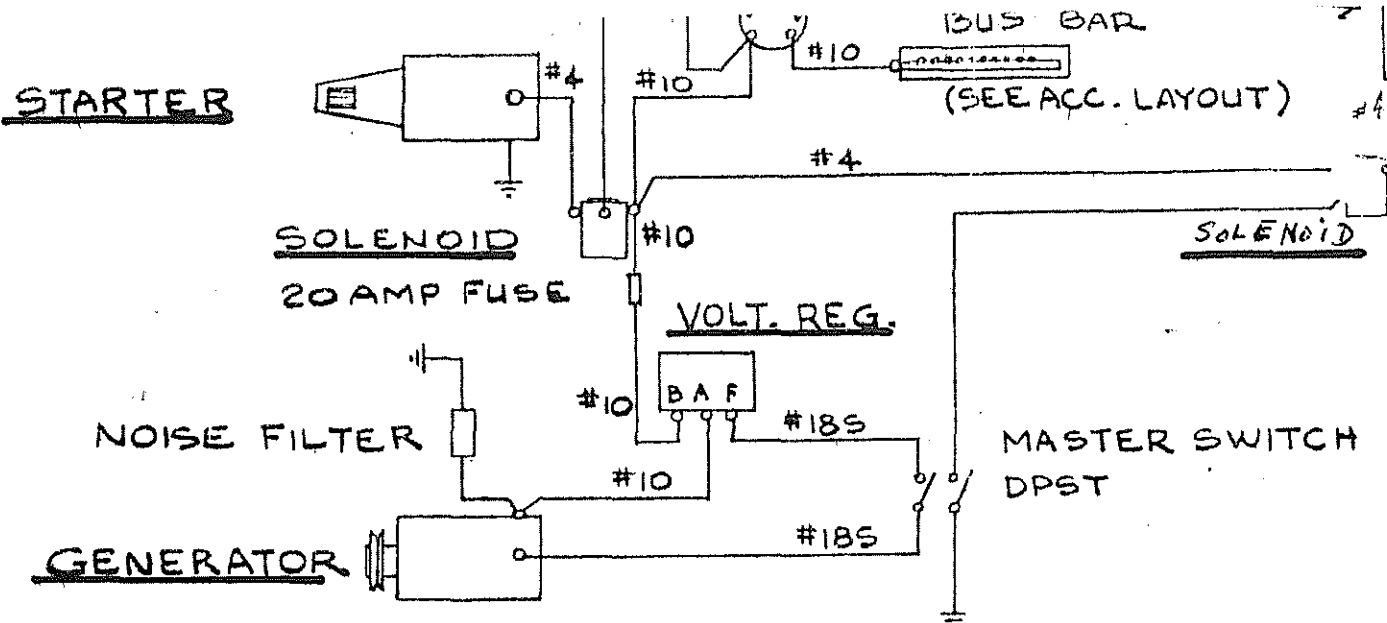 BUS BAR
#4
#10
#10
STARTER
(SEE ACC. LAYOUT)
#4
#4
SOLENOID
#10
SOLENOID
20 AMP FUSE
VOLT. REG.
B A F
#10
#18S
NOISE FILTER
MASTER SWITCH
#10
DPST
#18S
GENERATOR